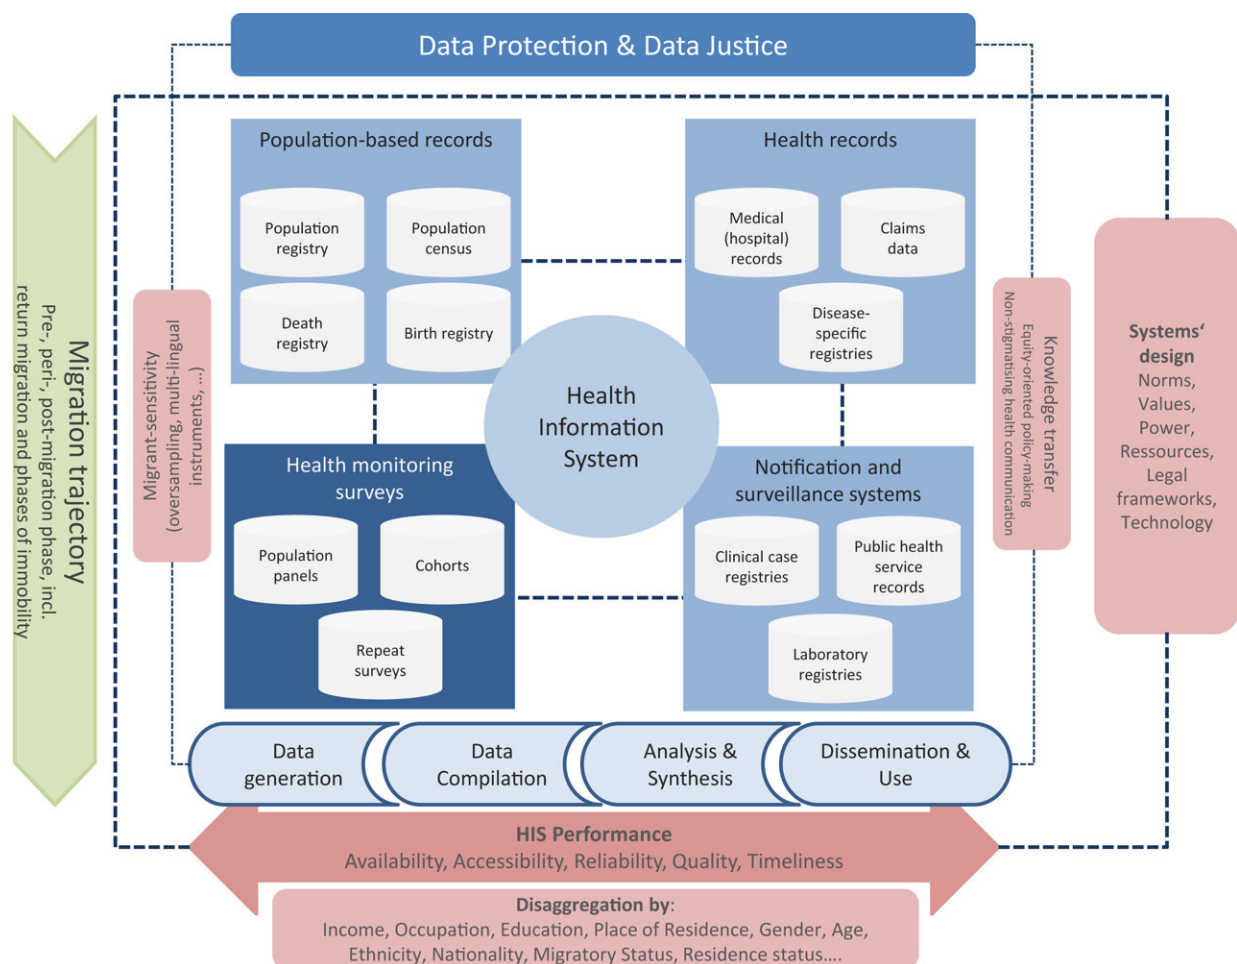 Data Protection & Data Justice
Migration trajectory
Pre-, peri-, post-migration phase, incl.
return migration and phases of immobility
Migrant-sensitivity
(oversampling, multi-lingual
instruments, ...)
Population-based records
Population
registry
Population
census
Death
registry
Birth registry
Health records
Medical
(hospital)
records
Claims
data
Disease-
specific
registries
Health
Information
System
Health monitoring
surveys
Population
panels
Cohorts
Repeat
surveys
Notification and
surveillance systems
Clinical case
registries
Public health
service
records
Laboratory
registries
Knowledge transfer
Equity-oriented policy-making
Non-stigmatising health communication
Systems‘
design
Norms,
Values,
Power,
Ressources,
Legal
frameworks,
Technology
Data
generation
Data
Compilation
Analysis &
Synthesis
Dissemination &
Use
HIS Performance
Availability, Accessibility, Reliability, Quality, Timeliness
Disaggregation by:
Income, Occupation, Education, Place of Residence, Gender, Age,
Ethnicity, Nationality, Migratory Status, Residence status....